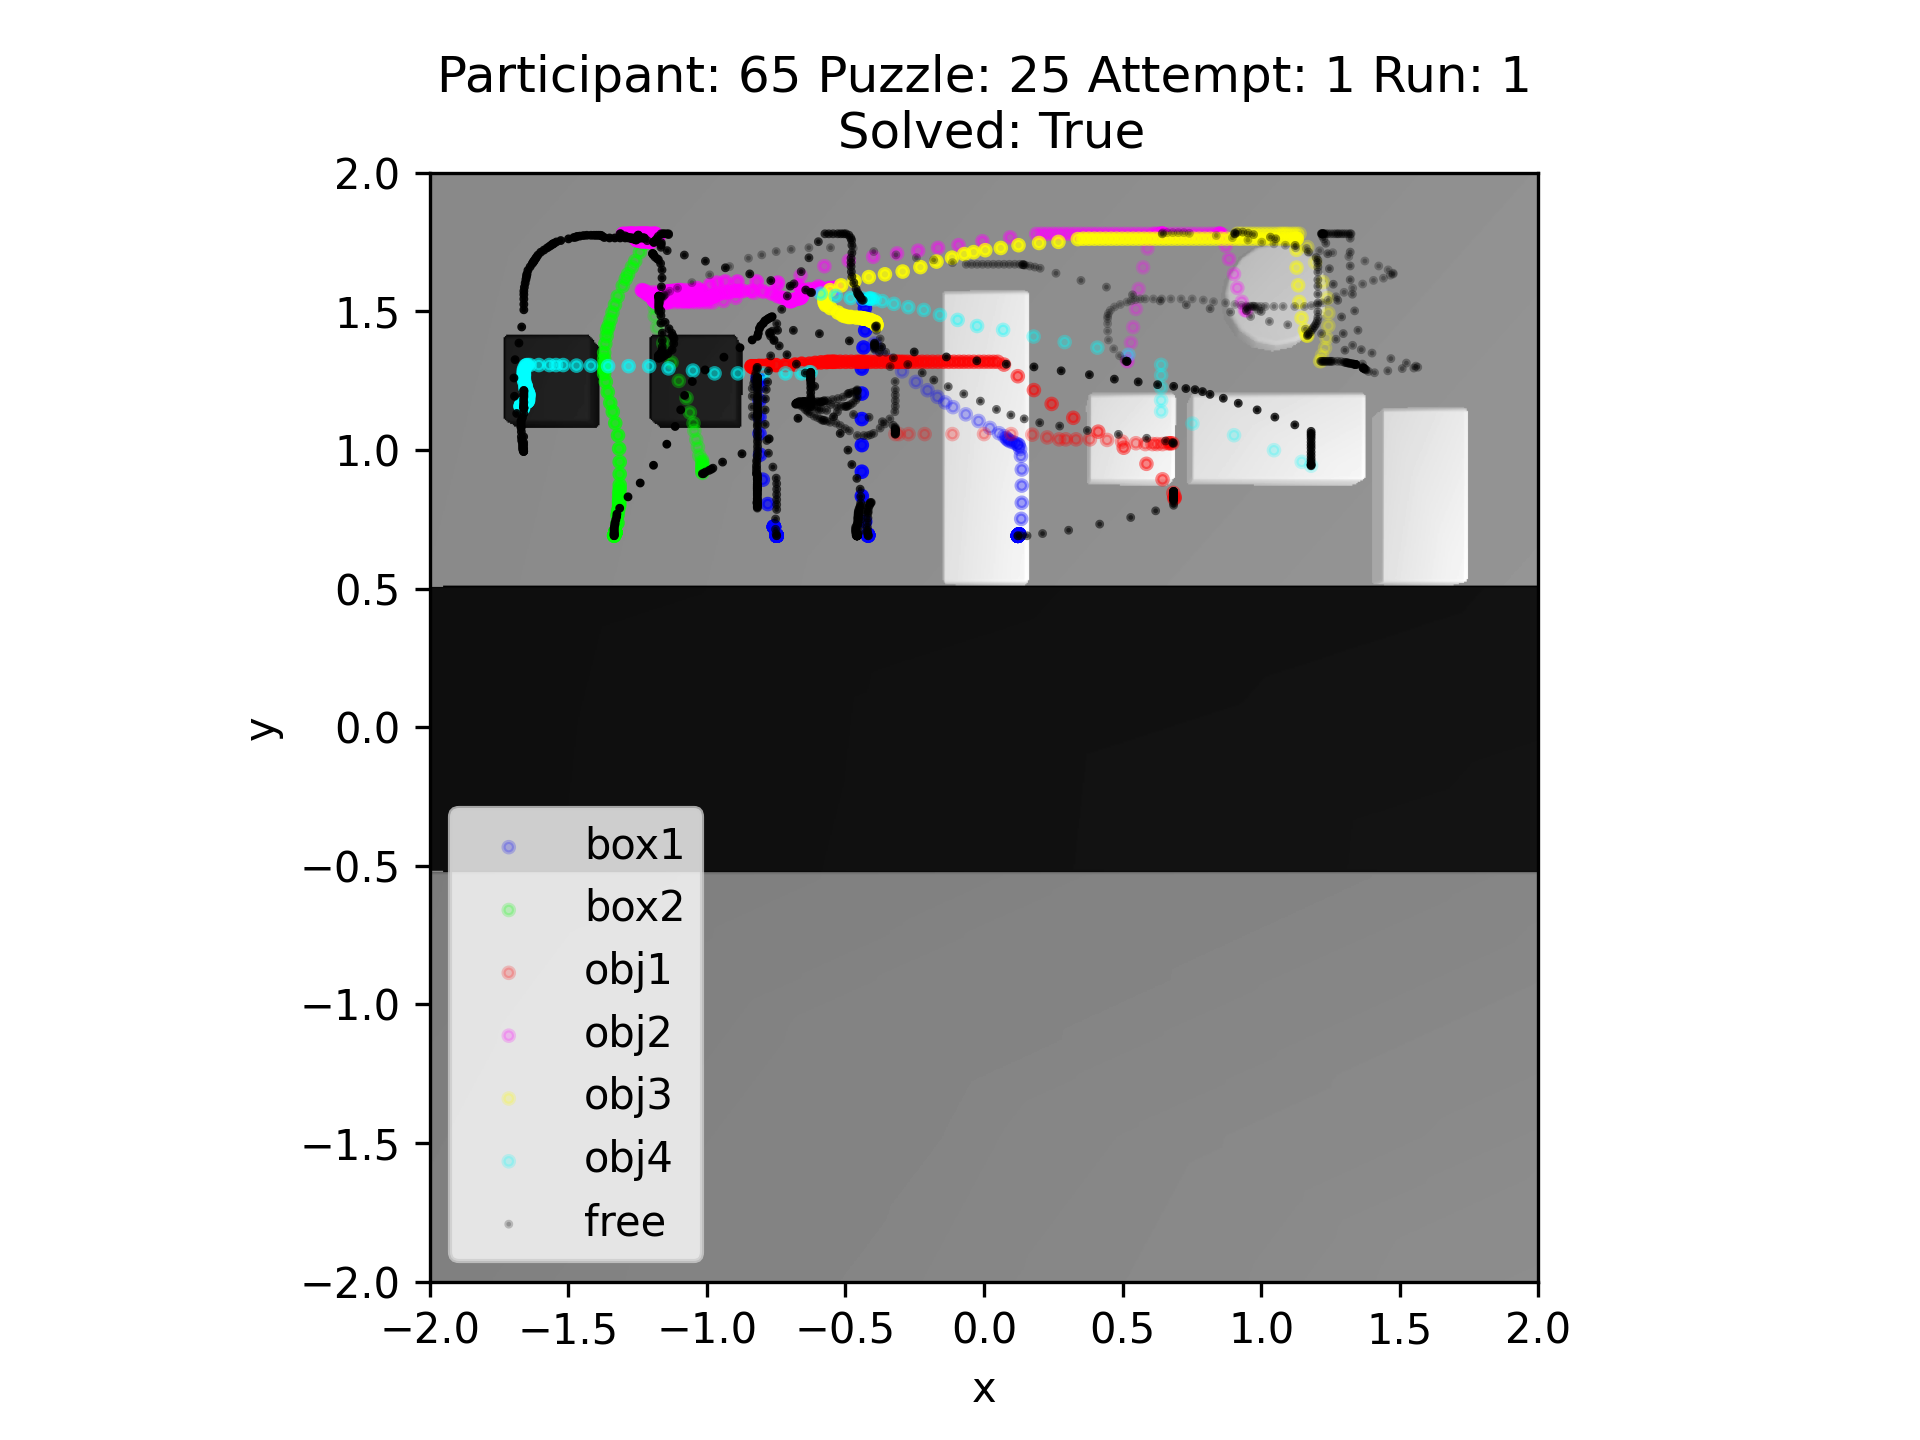 Participant: 65 Puzzle: 25 Attempt: 1 Run: 1
Solved: True
2.0
1.5
1.0
0.5
0.0
−0.5
−1.0
−1.5
−2.0
y
box1
box2
obj1
obj2
obj3
obj4
free
−2.0 −1.5 −1.0 −0.5 0.0 0.5 1.0 1.5 2.0
x